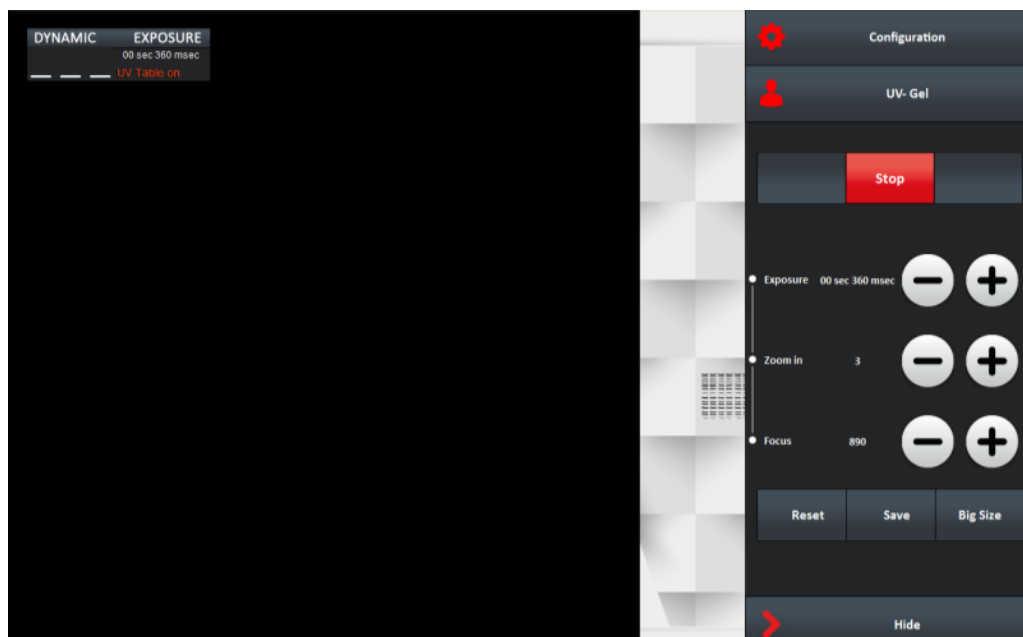 DYNAMIC EXPOSURE
00 sec 360 msec
— — — UV Table on
Configuration
UV- Gel
Stop
Exposure 00 sec 360 msec
Zoom in 3
Focus 890
Reset Save Big Size
Hide